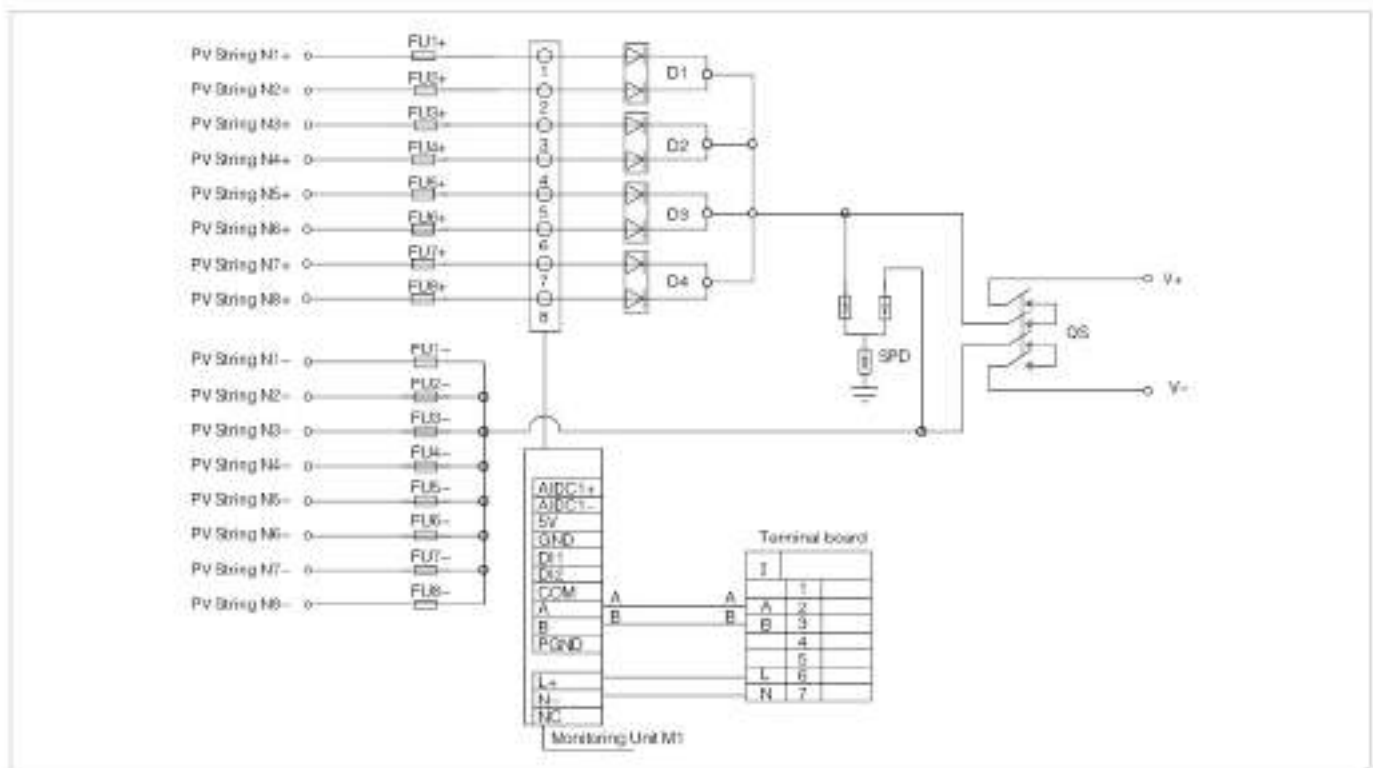 PV String N1+ FU1+
PV String N2+ FU2+
PV String N3+ FU3+
PV String N4+ FU4+
PV String N5+ FU5+
PV String N6+ FU6+
PV String N7+ FU7+
PV String N8+ FU8+
1
2
3
4
5
6
7
8
D1
D2
D3
D4
SPD
QS
V+
V-
PV String N1- FU1-
PV String N2- FU2-
PV String N3- FU3-
PV String N4- FU4-
PV String N5- FU5-
PV String N6- FU6-
PV String N7- FU7-
PV String N8- FU8-
AIDC1+
AIDC1-
5V
GND
DI1
DI2
COM
A
B
PGND
L+
N-
NC
Monitoring Unit M1
A A
B B
Terminal board
I
1
A 2
B 3
4
5
L 6
N 7